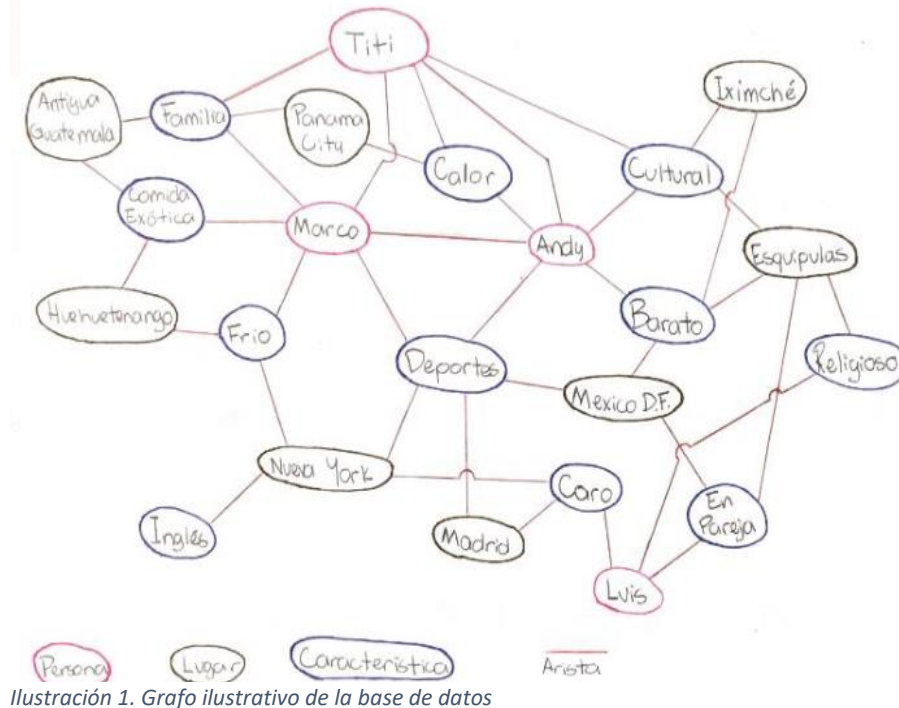 Titi
Iximché
Antigua
Guatemala
Familia
Panama
City
Calor
Cultural
Comida
Exótica
Marco
Andy
Esquipulas
Huehuetenango
Frio
Barato
Deportes
Religioso
Mexico D.F.
Nueva York
Caro
En
Pareja
Inglés
Madrid
Luis
Persona
Lugar
Característica
Arista
Ilustración 1. Grafo ilustrativo de la base de datos